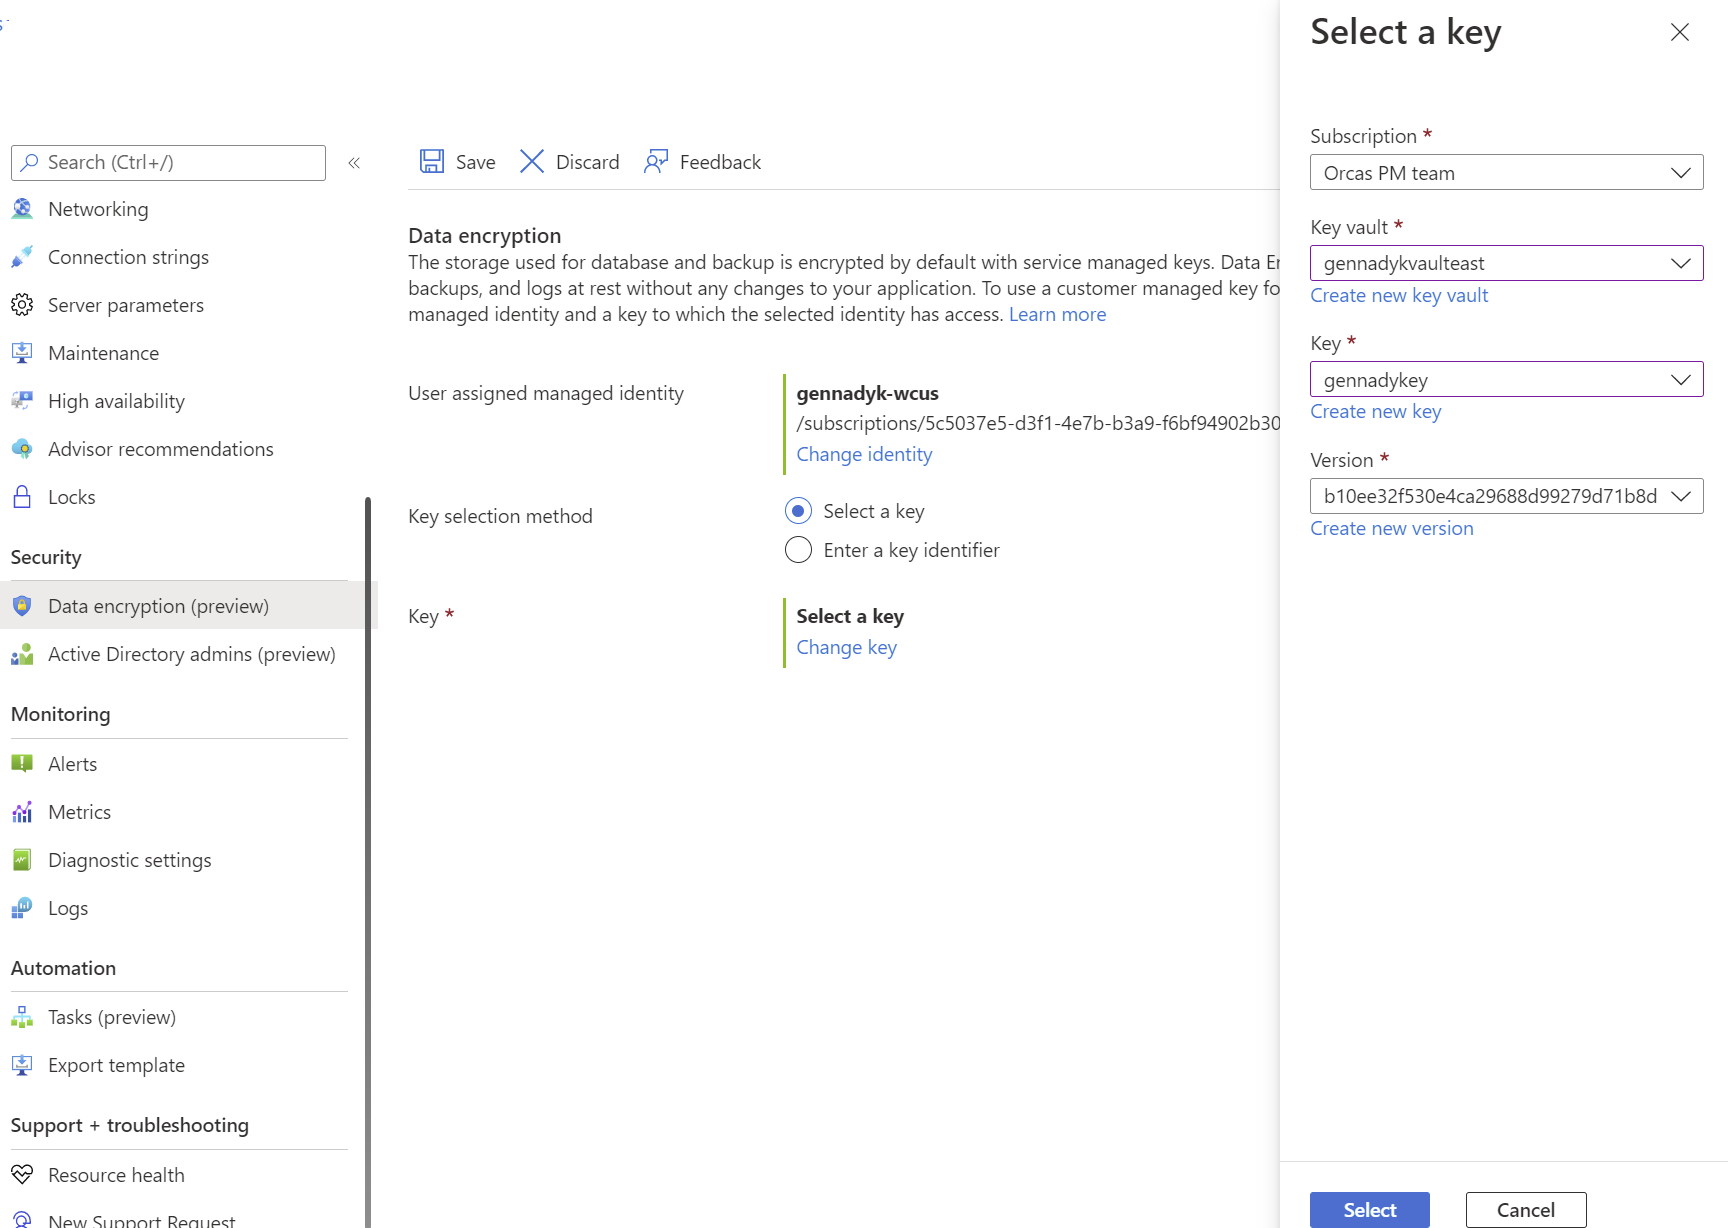 Search (Ctrl+/)
«
Networking
Connection strings
Server parameters
Maintenance
High availability
Advisor recommendations
Locks
Security
Data encryption (preview)
Active Directory admins (preview)
Monitoring
Alerts
Metrics
Diagnostic settings
Logs
Automation
Tasks (preview)
Export template
Support + troubleshooting
Resource health
New Support Request
Save Discard Feedback
Data encryption
The storage used for database and backup is encrypted by default with service managed keys. Data Er
backups, and logs at rest without any changes to your application. To use a customer managed key fo
managed identity and a key to which the selected identity has access. Learn more
User assigned managed identity
gennadyk-wcus
/subscriptions/5c5037e5-d3f1-4e7b-b3a9-f6bf94902b30
Change identity
Key selection method
Select a key
Enter a key identifier
Key *
Select a key
Change key
Select a key
Subscription *
Orcas PM team
Key vault *
gennadykvaulteast
Create new key vault
Key *
gennadykey
Create new key
Version *
b10ee32f530e4ca29688d99279d71b8d
Create new version
Select Cancel